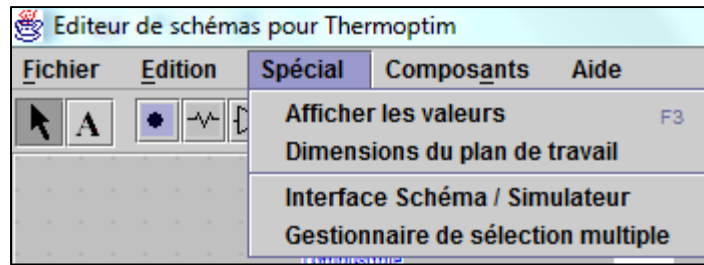 Editeur de schémas pour Thermoptim
Fichier Edition Spécial Composants Aide
A
Afficher les valeurs F3
Dimensions du plan de travail
Interface Schéma / Simulateur
Gestionnaire de sélection multiple